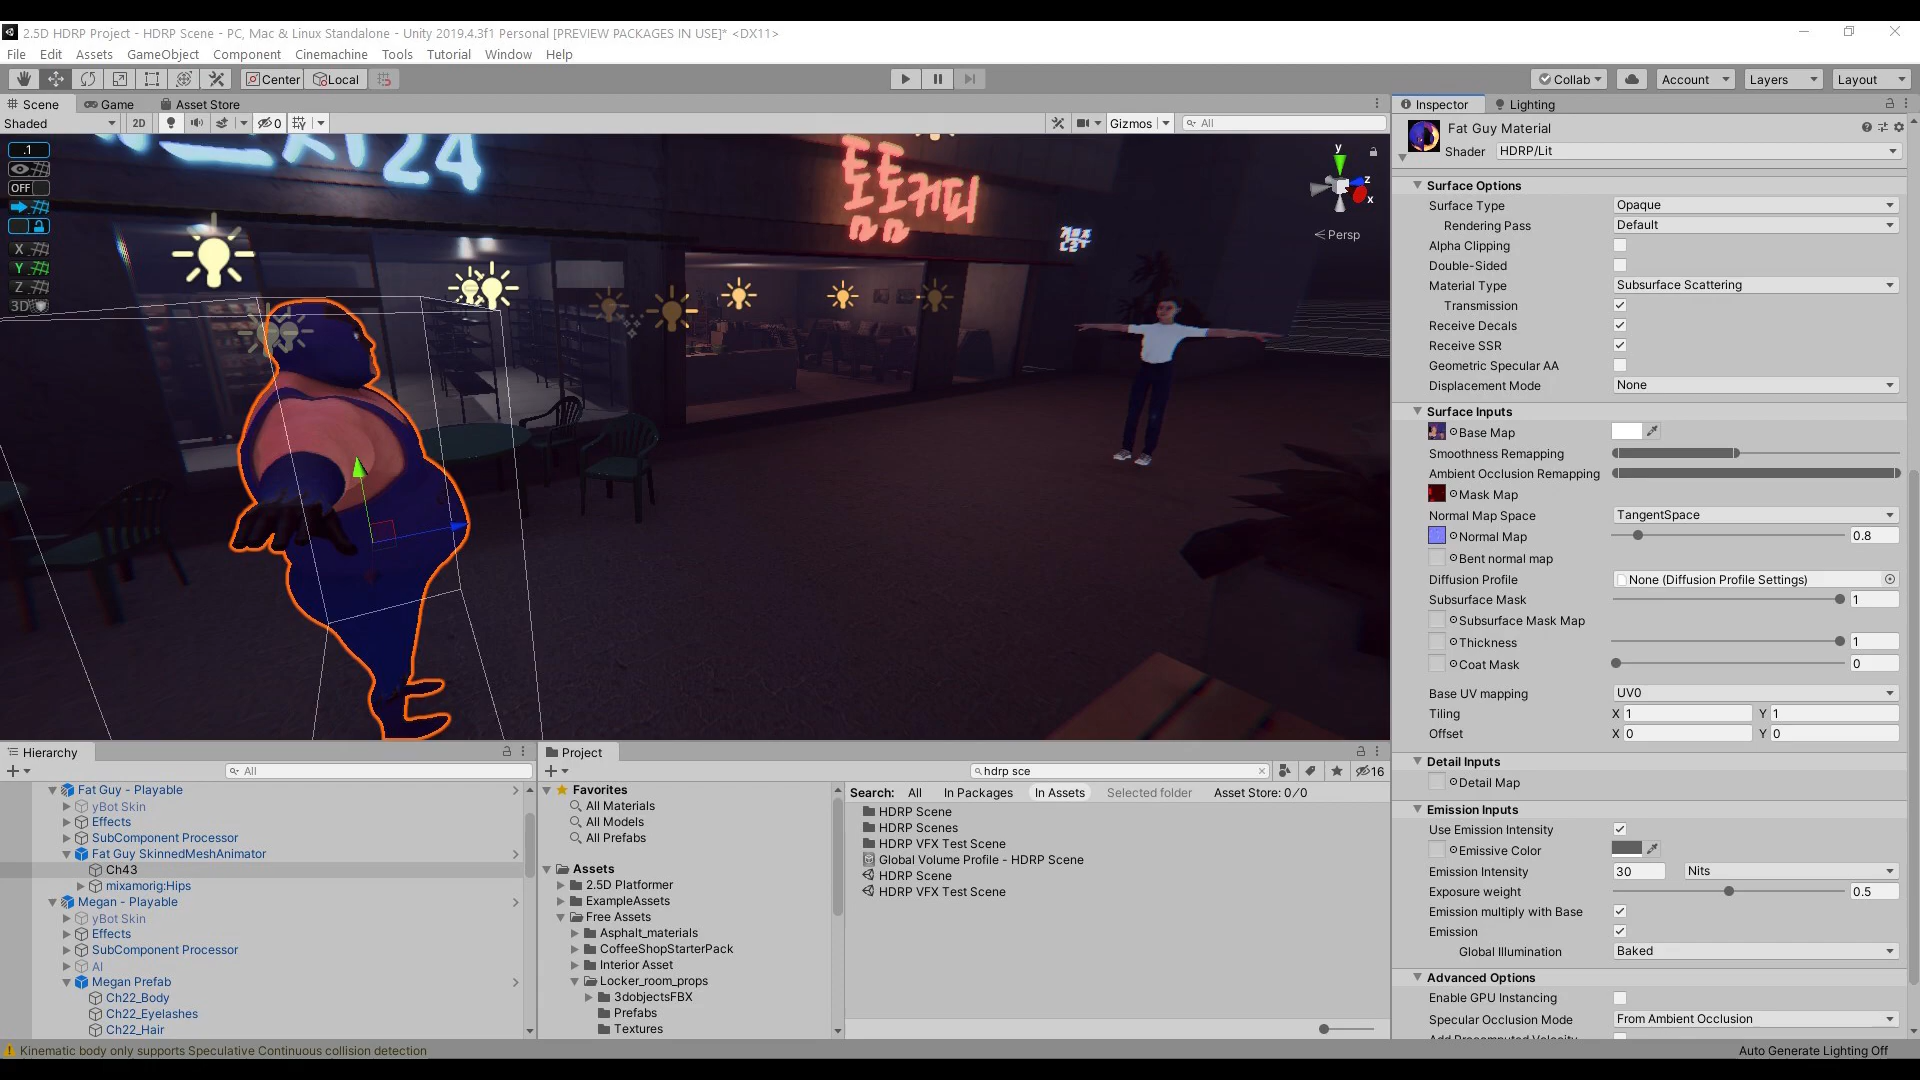 2.5D HDRP Project - HDRP Scene - PC, Mac & Linux Standalone - Unity 2019.4.3f1 Personal [PREVIEW PACKAGES IN USE]* <DX11>
File Edit Assets GameObject Component Cinemachine Tools Tutorial Window Help
Center Local Collab Account Layers Layout
Scene Game Asset Store
Shaded 2D 0 Gizmos All
.1
OFF
X
Y
Z
3D
24
톰톰커피
y
z
x
Persp
Inspector Lighting
Fat Guy Material
Shader HDRP/Lit
Surface Options
Surface Type Opaque
Rendering Pass Default
Alpha Clipping
Double-Sided
Material Type Subsurface Scattering
Transmission
Receive Decals
Receive SSR
Geometric Specular AA
Displacement Mode None
Surface Inputs
Base Map
Smoothness Remapping
Ambient Occlusion Remapping
Mask Map
Normal Map Space TangentSpace
Normal Map 0.8
Bent normal map
Diffusion Profile None (Diffusion Profile Settings)
Subsurface Mask 1
Subsurface Mask Map
Thickness 1
Coat Mask 0
Base UV mapping UV0
Tiling X 1 Y 1
Offset X 0 Y 0
Detail Inputs
Detail Map
Emission Inputs
Use Emission Intensity
Emissive Color
Emission Intensity 30 Nits
Exposure weight 0.5
Emission multiply with Base
Emission
Global Illumination Baked
Advanced Options
Enable GPU Instancing
Specular Occlusion Mode From Ambient Occlusion
Hierarchy
All
Fat Guy - Playable
yBot Skin
Effects
SubComponent Processor
Fat Guy SkinnedMeshAnimator
Ch43
mixamorig:Hips
Megan - Playable
yBot Skin
Effects
SubComponent Processor
AI
Megan Prefab
Ch22_Body
Ch22_Eyelashes
Ch22_Hair
Project
hdrp sce 16
Favorites
All Materials
All Models
All Prefabs
Assets
2.5D Platformer
ExampleAssets
Free Assets
Asphalt_materials
CoffeeShopStarterPack
Interior Asset
Locker_room_props
3dobjectsFBX
Prefabs
Textures
Search: All In Packages In Assets Selected folder Asset Store: 0/0
HDRP Scene
HDRP Scenes
HDRP VFX Test Scene
Global Volume Profile - HDRP Scene
HDRP Scene
HDRP VFX Test Scene
Kinematic body only supports Speculative Continuous collision detection
Auto Generate Lighting Off